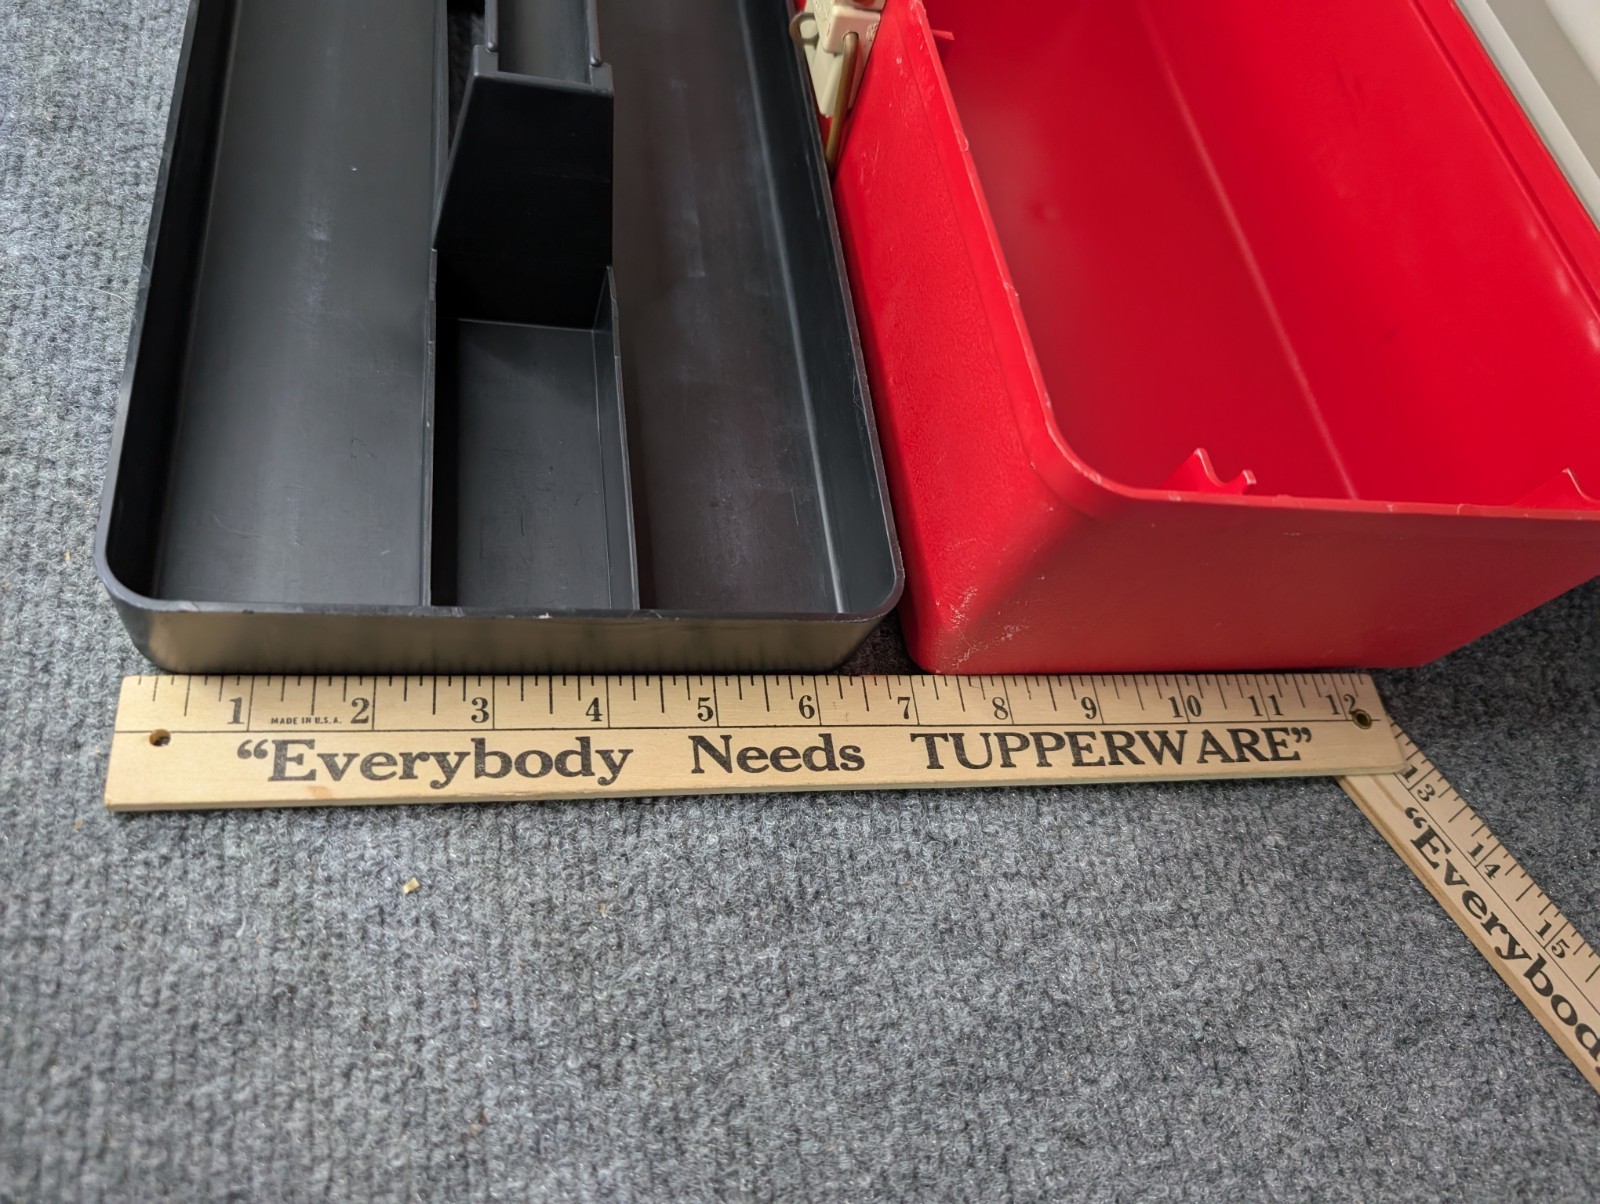 1 2 3 4 5 6 7 8 9 10 11 12
MADE IN U.S.A.
“Everybody Needs TUPPERWARE”
13 14 15
“Everybod